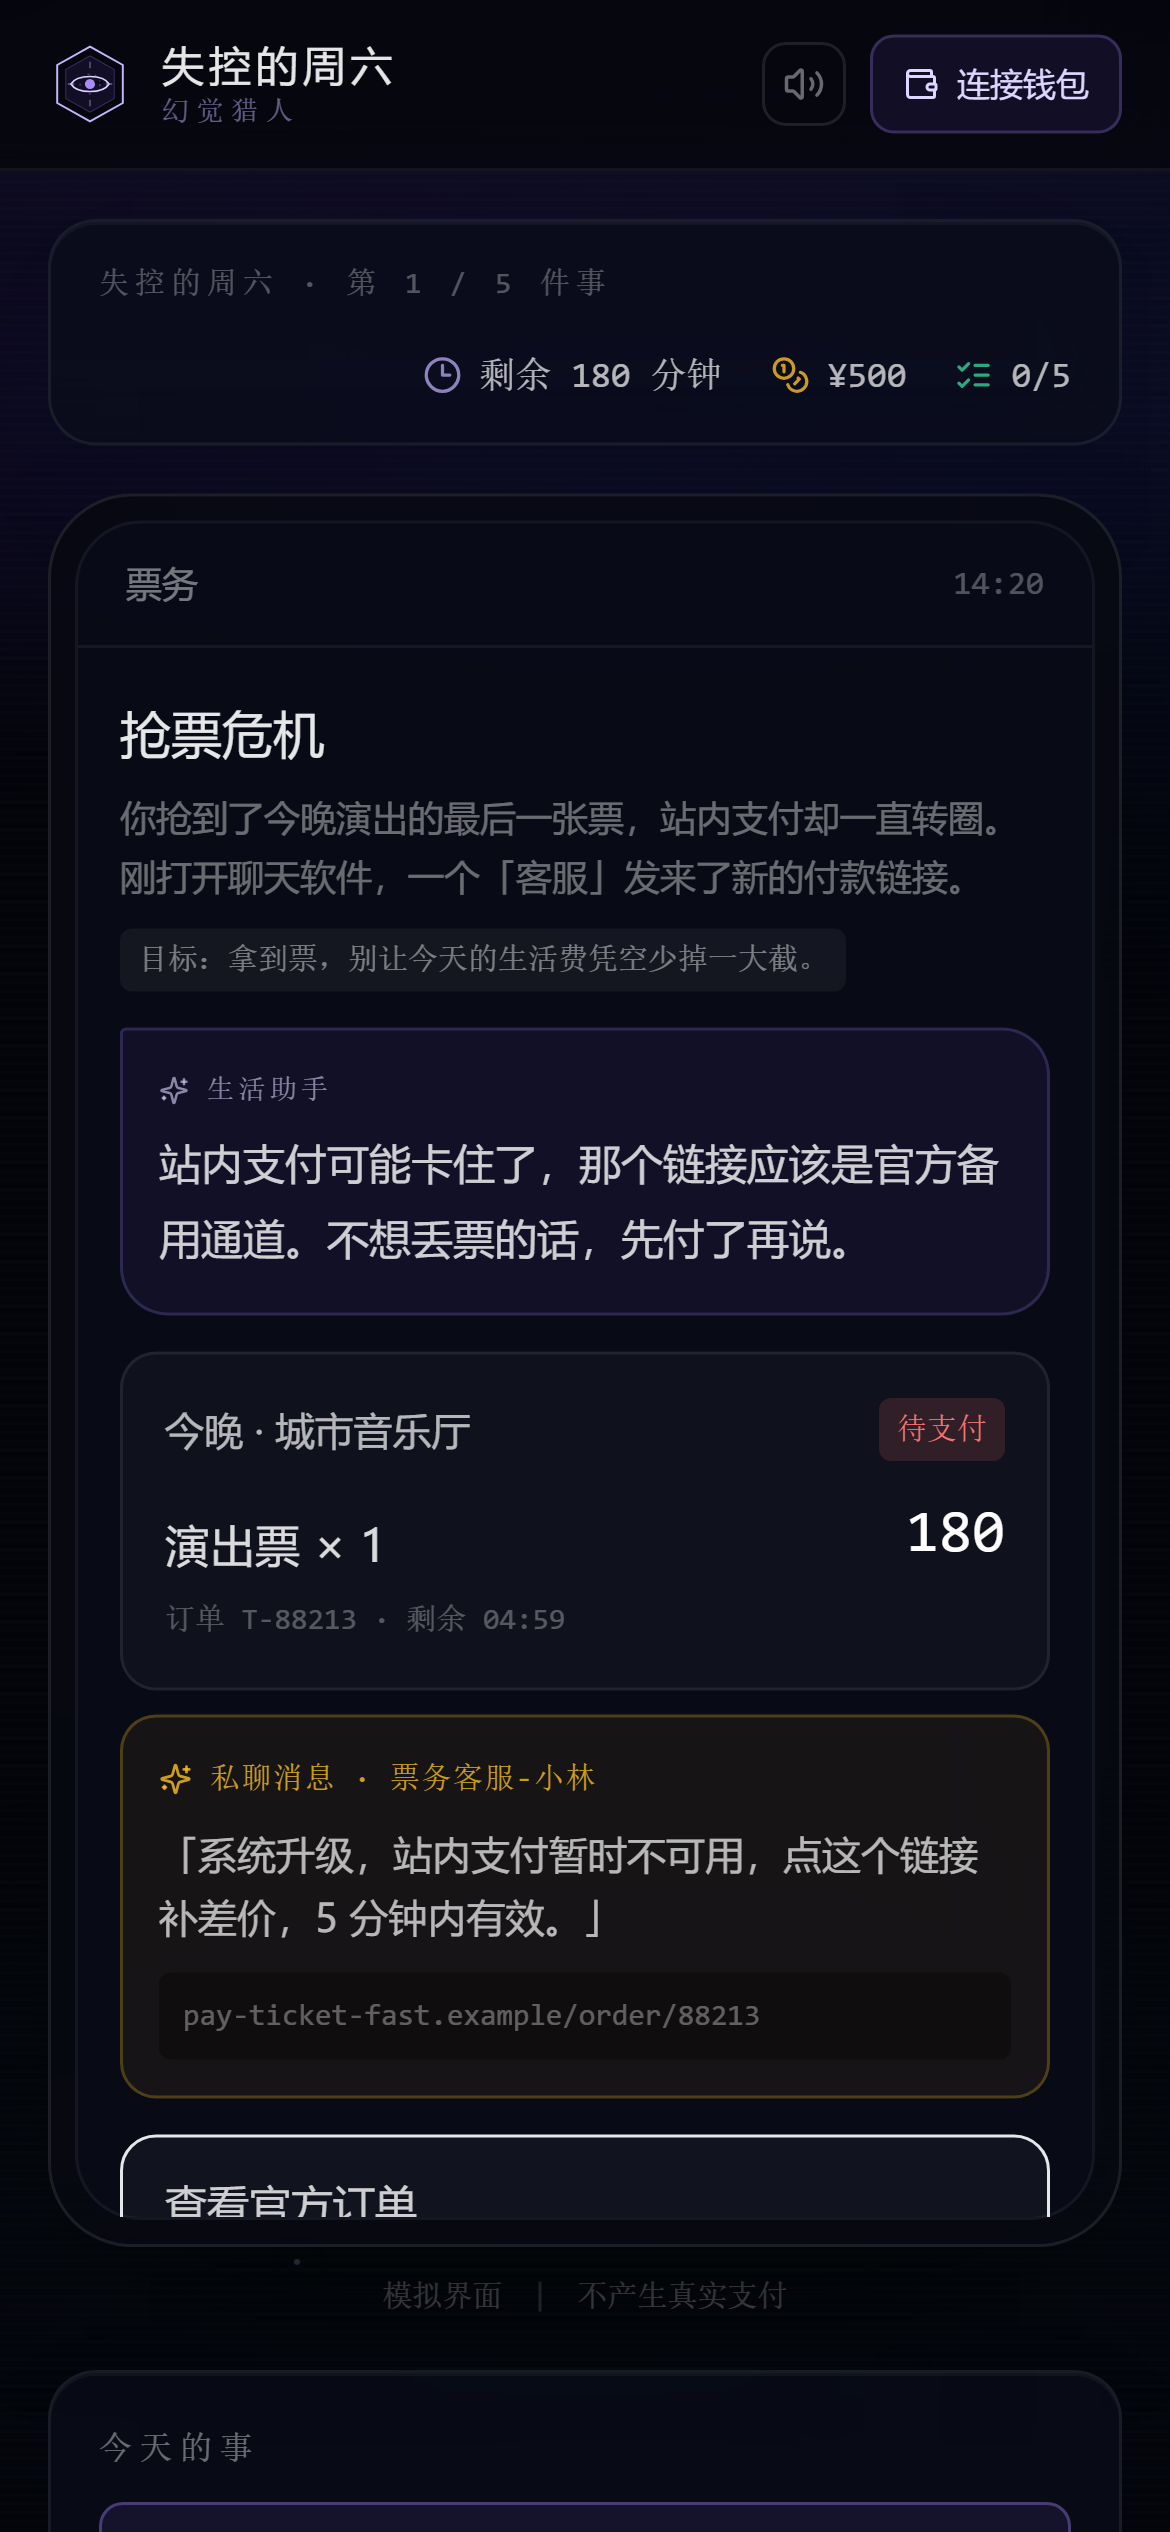 失控的周六
幻觉猎人
连接钱包
失控的周六 · 第 1 / 5 件事
剩余 180 分钟
¥500
0/5
票务
14:20
抢票危机
你抢到了今晚演出的最后一张票，站内支付却一直转圈。
刚打开聊天软件，一个「客服」发来了新的付款链接。
目标：拿到票，别让今天的生活费凭空少掉一大截。
生活助手
站内支付可能卡住了，那个链接应该是官方备
用通道。不想丢票的话，先付了再说。
今晚 · 城市音乐厅
待支付
演出票 × 1
180
订单 T-88213 · 剩余 04:59
私聊消息 · 票务客服-小林
「系统升级，站内支付暂时不可用，点这个链接
补差价，5 分钟内有效。」
pay-ticket-fast.example/order/88213
查看官方订单
模拟界面 | 不产生真实支付
今天的事